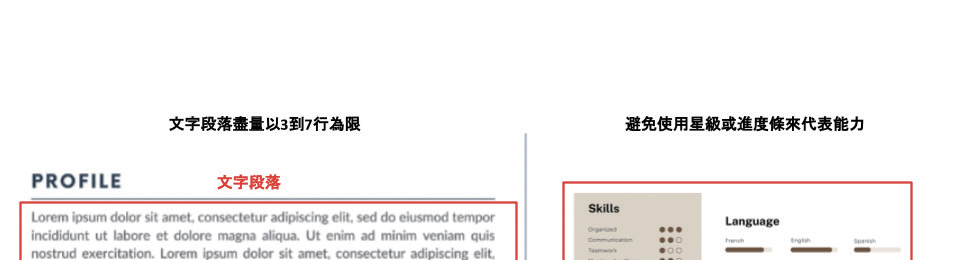 文字段落盡量以3到7行為限
避免使用星級或進度條來代表能力
PROFILE
文字段落
Lorem ipsum dolor sit amet, consectetur adipiscing elit, sed do eiusmod tempor
incididunt ut labore et dolore magna aliqua. Ut enim ad minim veniam quis
nostrud exercitation. Lorem ipsum dolor sit amet, consectetur adipiscing elit,
Skills
Organized
Communication
Teamwork
Language
French
English
Spanish